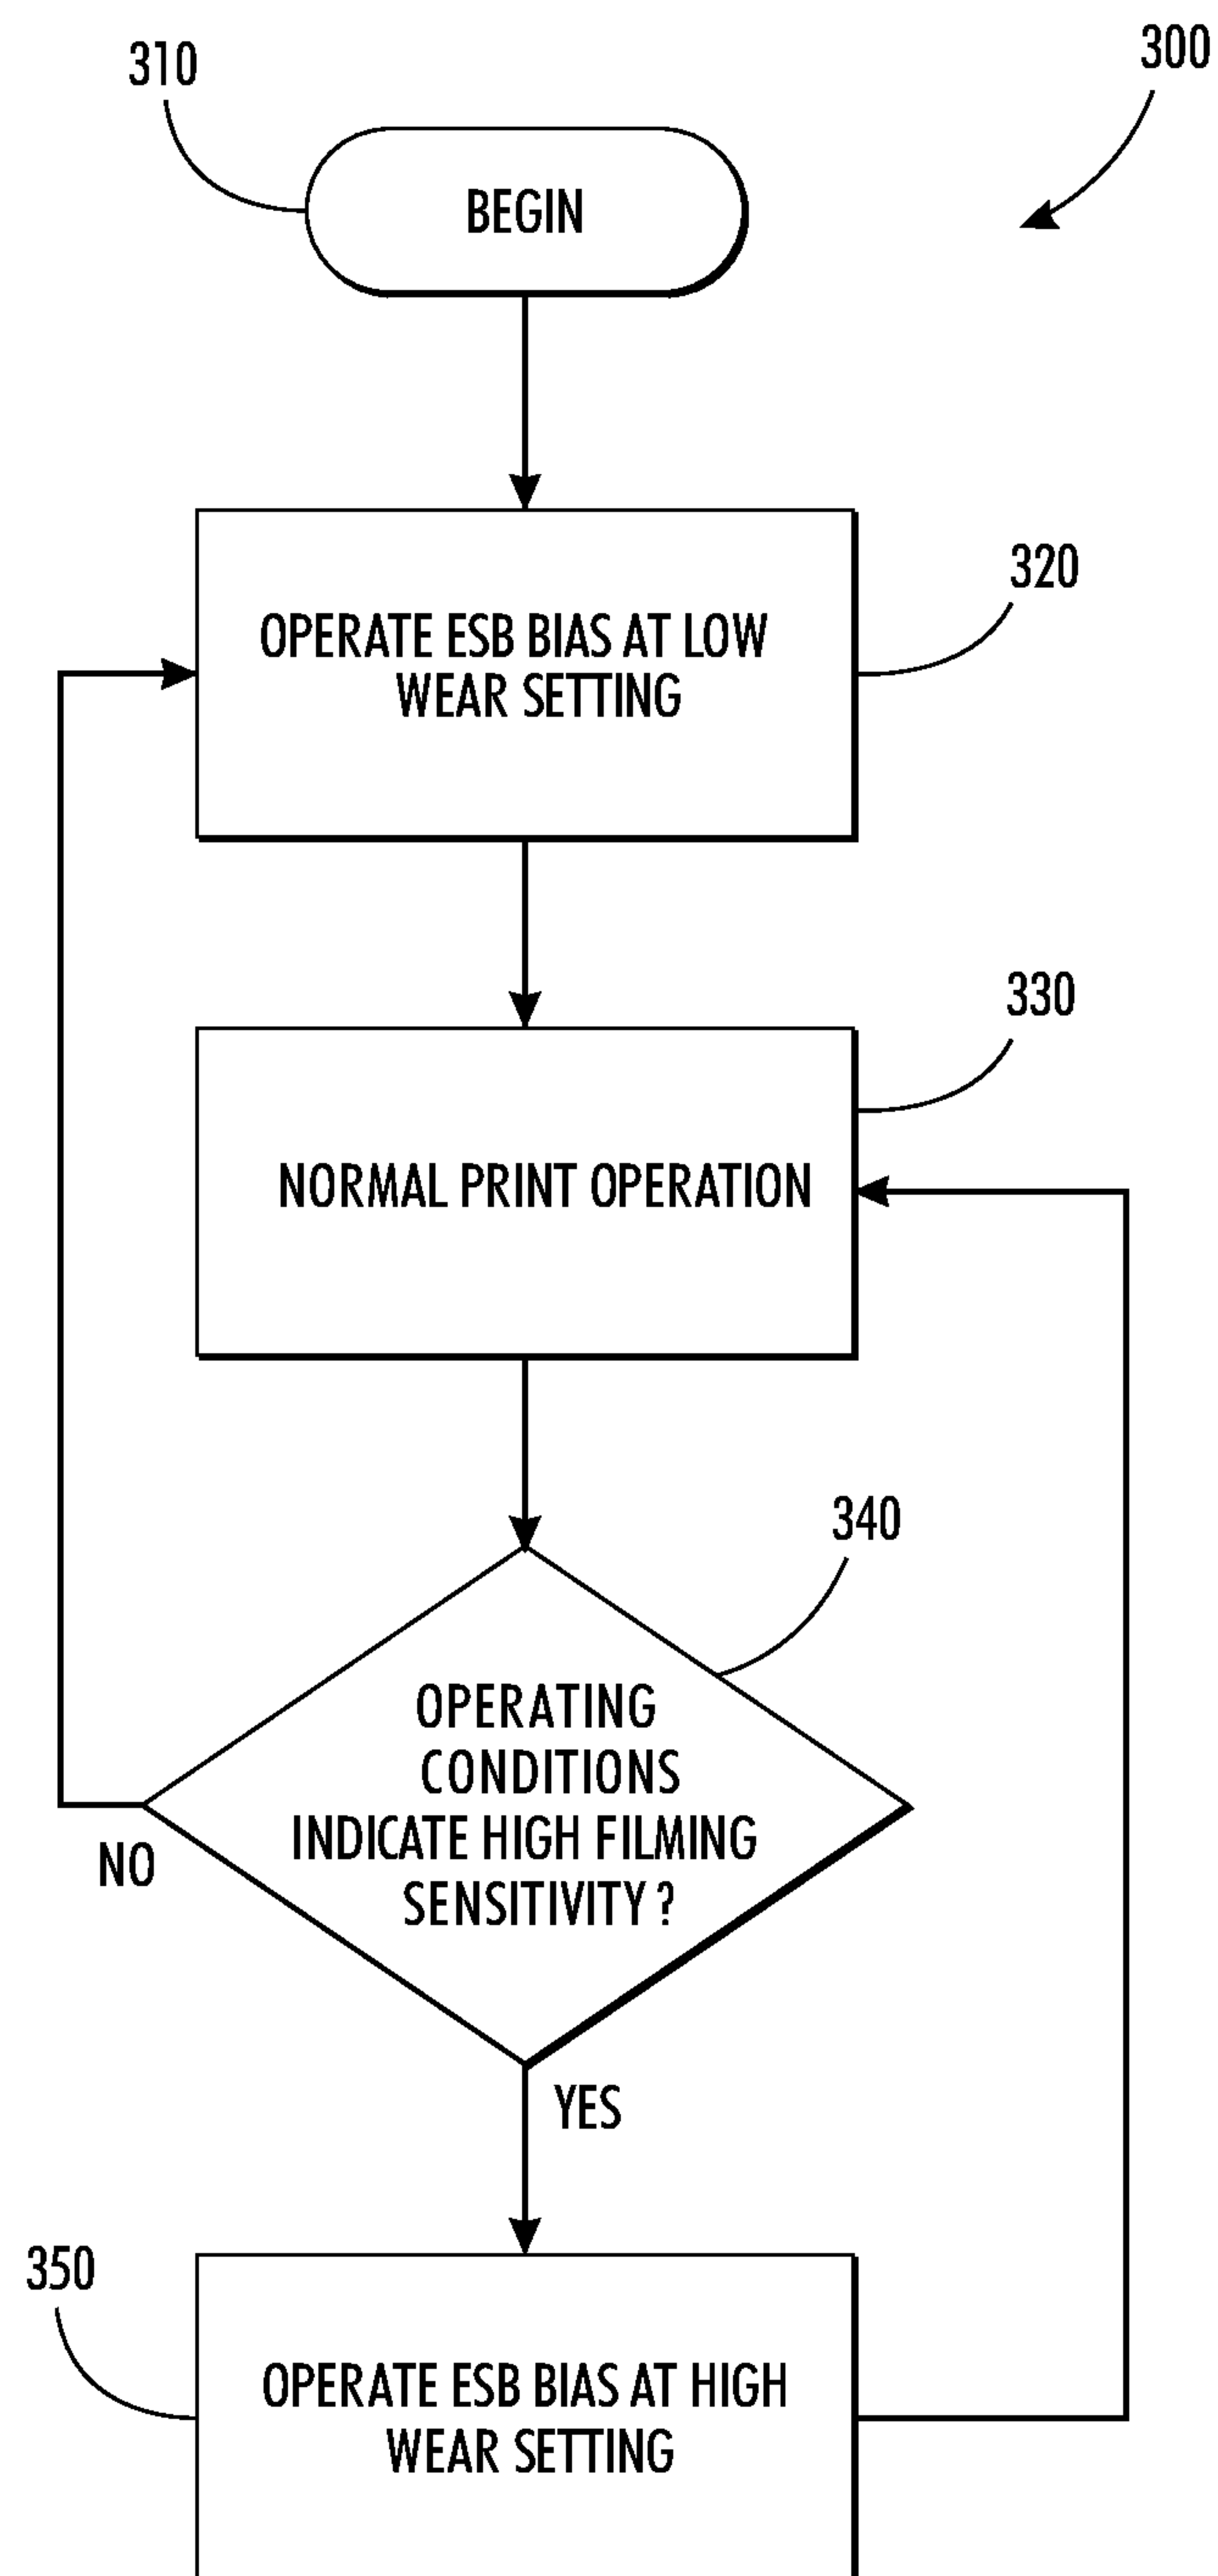 310
300
BEGIN
OPERATE ESB BIAS AT LOW
WEAR SETTING
320
330
NORMAL PRINT OPERATION
340
OPERATING
CONDITIONS
INDICATE HIGH FILMING
SENSITIVITY ?
NO
YES
350
OPERATE ESB BIAS AT HIGH
WEAR SETTING